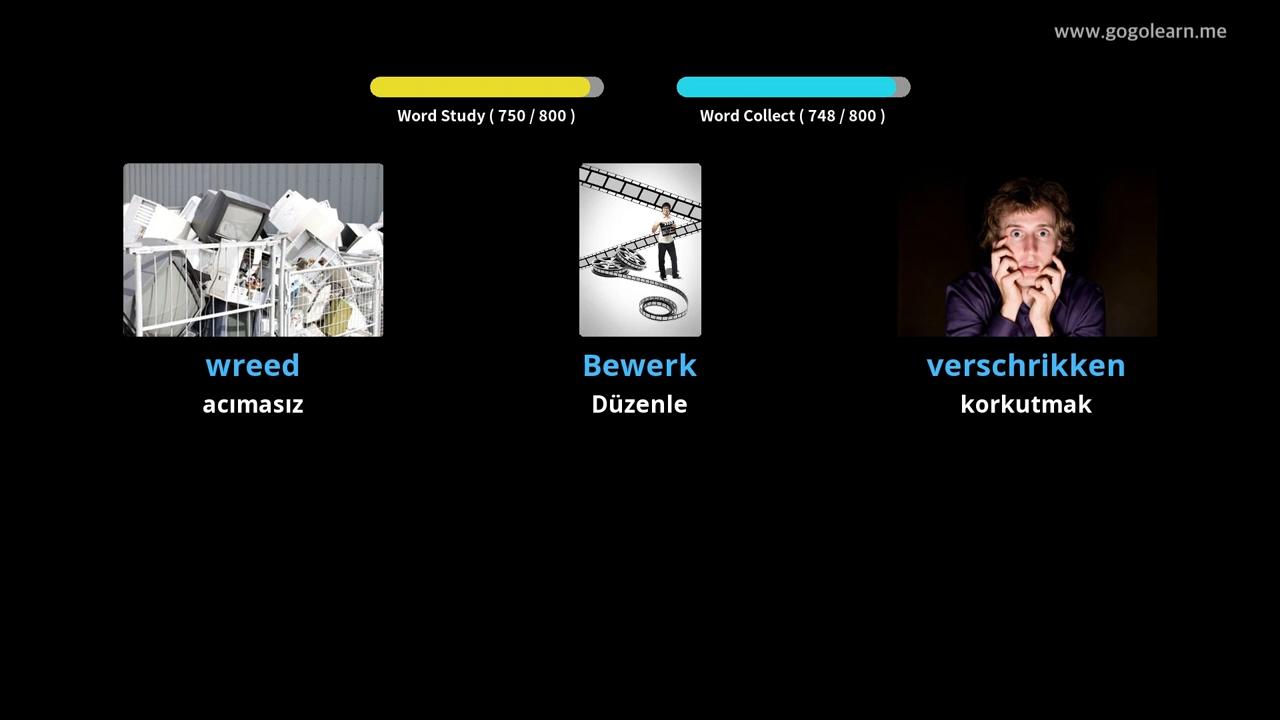 www.gogolearn.me
Word Study ( 750 / 800 )
Word Collect ( 748 / 800 )
wreed
Bewerk
verschrikken
acımasız
Düzenle
korkutmak